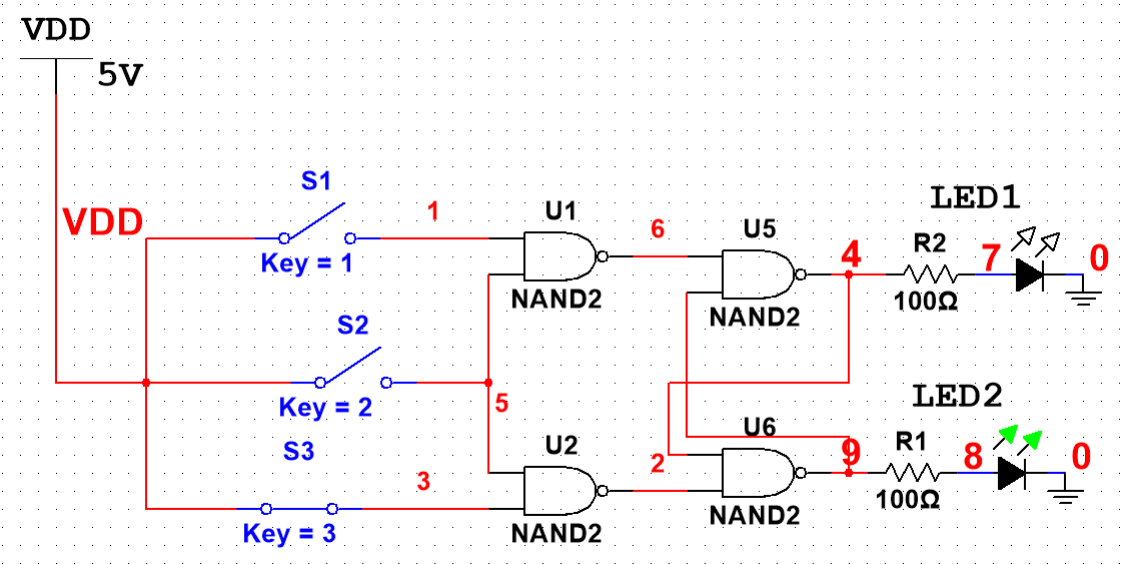 VDD
5V
S1
LED1
VDD
1
U1
6
U5
4
R2
7
0
Key = 1
NAND2
NAND2
100Ω
S2
LED2
Key = 2
5
S3
U2
2
U6
9
R1
8
0
3
Key = 3
NAND2
NAND2
100Ω